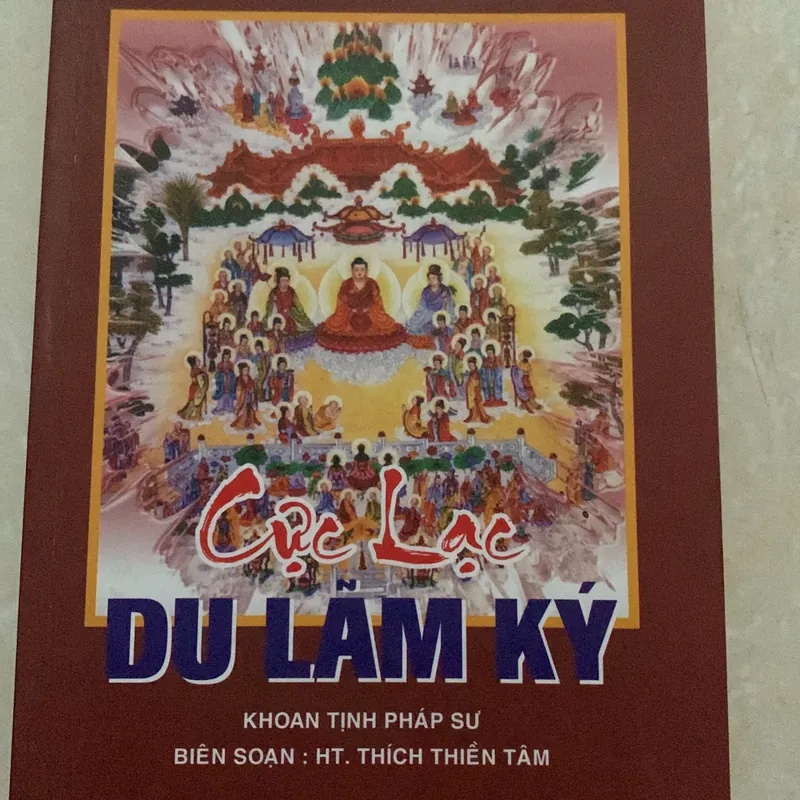 Cực Lạc
DU LÃM KÝ
KHOAN TỊNH PHÁP SƯ
BIÊN SOẠN : HT. THÍCH THIỀN TÂM